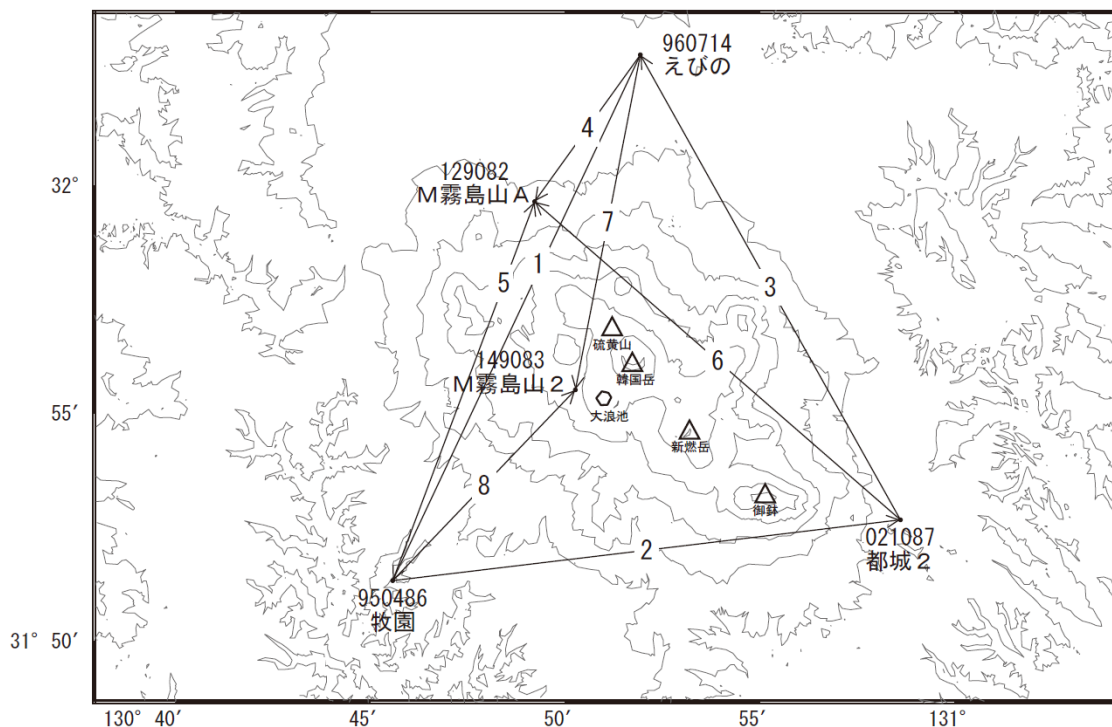 960714
えびの
4
129082
32°
M霧島山A
7
5
1
3
硫黄山
149083
6
韓国岳
M霧島山2
55′
大浪池
新燃岳
8
御鉢
021087
2
都城2
950486
牧園
31° 50′
130° 40′
45′
50′
55′
131°